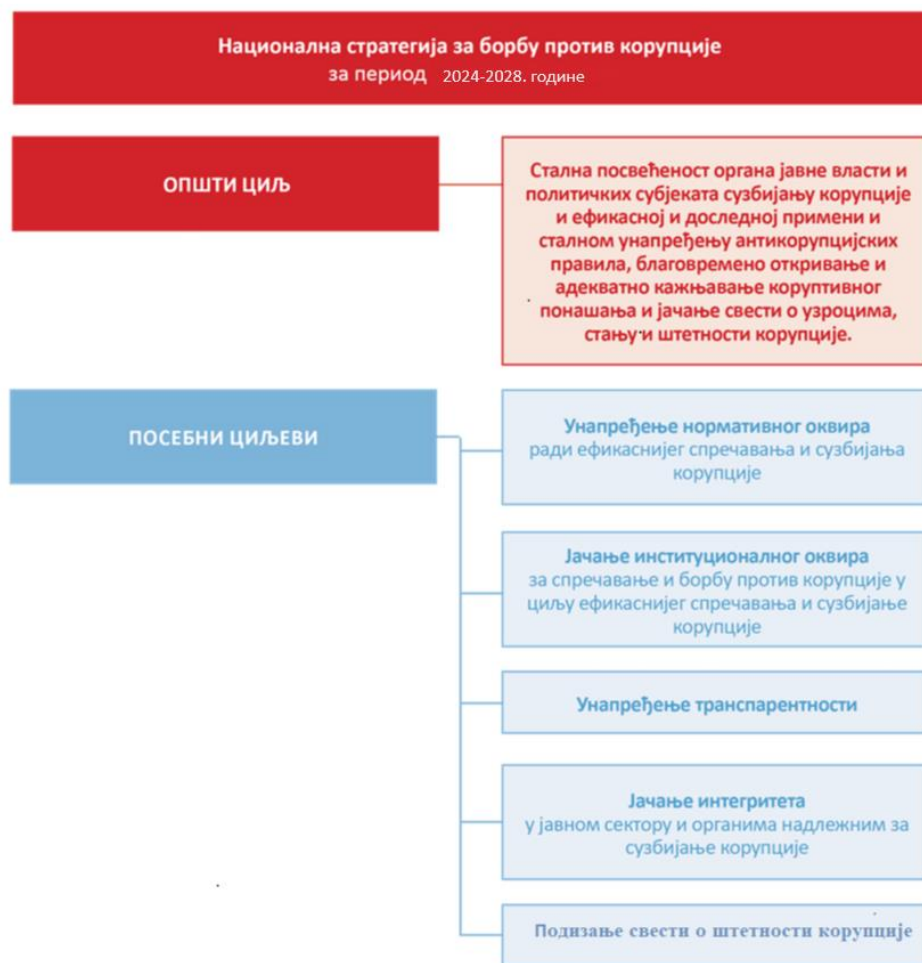 Национална стратегија за борбу против корупције
за период 2024-2028. године
ОПШТИ ЦИЉ
Стална посвећеност органа јавне власти и
политичких субјеката сузбијању корупције
и ефикасној и доследној примени и
сталном унапређењу антикорупцијских
правила, благовремено откривање и
адекватно кажњавање коруптивног
понашања и јачање свести о узроцима,
стању и штетности корупције.
ПОСЕБНИ ЦИЉЕВИ
Унапређење нормативног оквира
ради ефикаснијег спречавања и сузбијања
корупције
Јачање институционалног оквира
за спречавање и борбу против корупције у
циљу ефикаснијег спречавања и сузбијање
корупције
Унапређење транспарентности
Јачање интегритета
у јавном сектору и органима надлежним за
сузбијање корупције
Подизање свести о штетности корупције